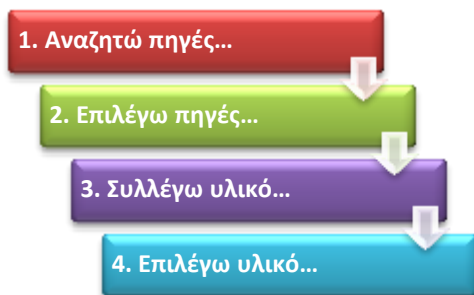 1. Αναζητώ πηγές...
2. Επιλέγω πηγές...
3. Συλλέγω υλικό...
4. Επιλέγω υλικό...